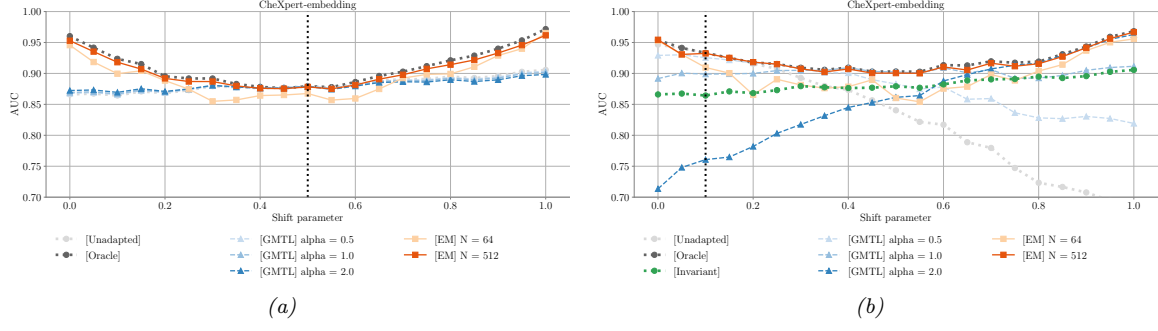 CheXpert-embedding
AUC
0.95
0.90
0.85
0.80
0.75
0.70
0.0 0.2 0.4 0.6 0.8 1.0
Shift parameter
[Unadapted] [GMTL] alpha = 0.5 [EM] N = 64
[Oracle] [GMTL] alpha = 1.0 [EM] N = 512
[GMTL] alpha = 2.0
(a)
CheXpert-embedding
AUC
1.00
0.95
0.90
0.85
0.80
0.75
0.70
0.0 0.2 0.4 0.6 0.8 1.0
Shift parameter
[Unadapted] [GMTL] alpha = 0.5 [EM] N = 64
[Oracle] [GMTL] alpha = 1.0 [EM] N = 512
[Invariant] [GMTL] alpha = 2.0
(b)